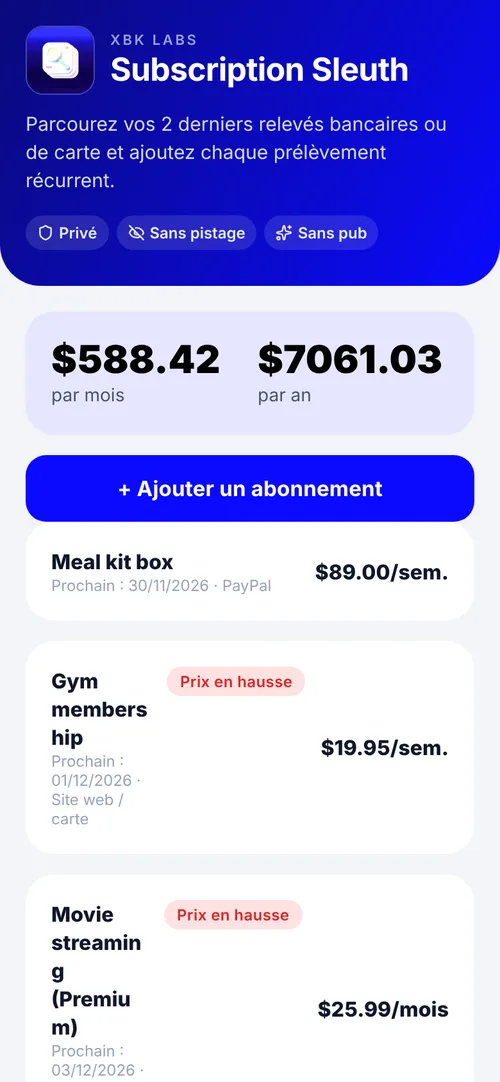 XBK LABS
Subscription Sleuth
Parcourez vos 2 derniers relevés bancaires ou
de carte et ajoutez chaque prélèvement
récurrent.
Privé
Sans pistage
Sans pub
$588.42
par mois
$7061.03
par an
+ Ajouter un abonnement
Meal kit box
Prochain : 30/11/2026 · PayPal
$89.00/sem.
Gym
members
hip
Prix en hausse
Prochain :
01/12/2026 ·
Site web /
carte
$19.95/sem.
Movie
streamin
g
(Premiu
m)
Prix en hausse
Prochain :
03/12/2026 ·
$25.99/mois